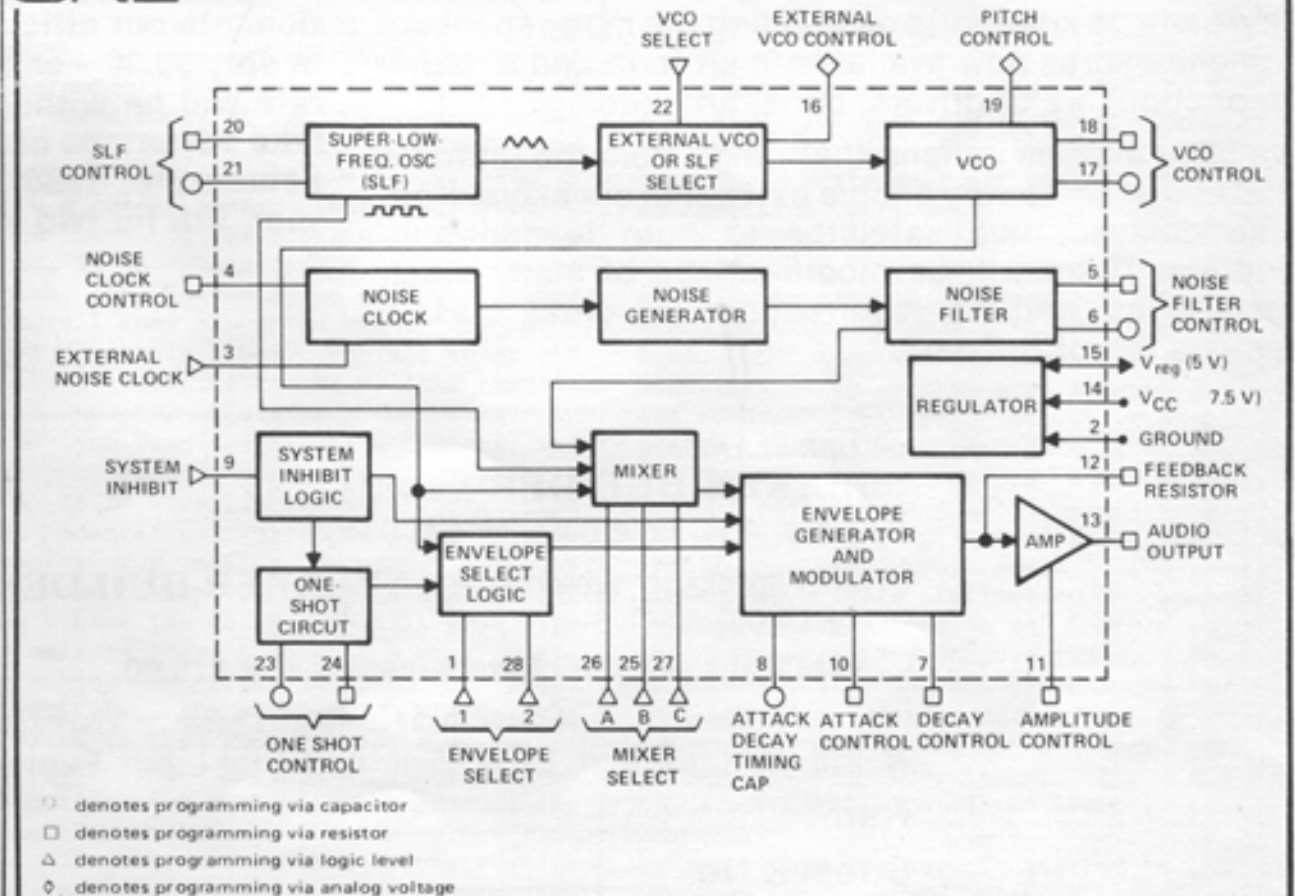 VCO SELECT
EXTERNAL VCO CONTROL
PITCH CONTROL
22
16
19
SLF CONTROL
20
21
SUPER-LOW-
FREQ. OSC
(SLF)
EXTERNAL VCO
OR SLF
SELECT
VCO
18
17
VCO
CONTROL
NOISE
CLOCK
CONTROL
4
NOISE
CLOCK
NOISE
GENERATOR
NOISE
FILTER
5
6
NOISE
FILTER
CONTROL
EXTERNAL
NOISE CLOCK
3
REGULATOR
15
Vreg (5 V)
14
VCC 7.5 V)
2
GROUND
SYSTEM
INHIBIT
9
SYSTEM
INHIBIT
LOGIC
MIXER
12
FEEDBACK
RESISTOR
ENVELOPE
GENERATOR
AND
MODULATOR
AMP
13
AUDIO
OUTPUT
ENVELOPE
SELECT
LOGIC
ONE-
SHOT
CIRCUT
23
24
1
28
26
25
27
8
10
7
11
1
2
A
B
C
ONE SHOT
CONTROL
ENVELOPE
SELECT
MIXER
SELECT
ATTACK
DECAY
TIMING
CAP
ATTACK
CONTROL
DECAY
CONTROL
AMPLITUDE
CONTROL
denotes programming via capacitor
denotes programming via resistor
denotes programming via logic level
denotes programming via analog voltage